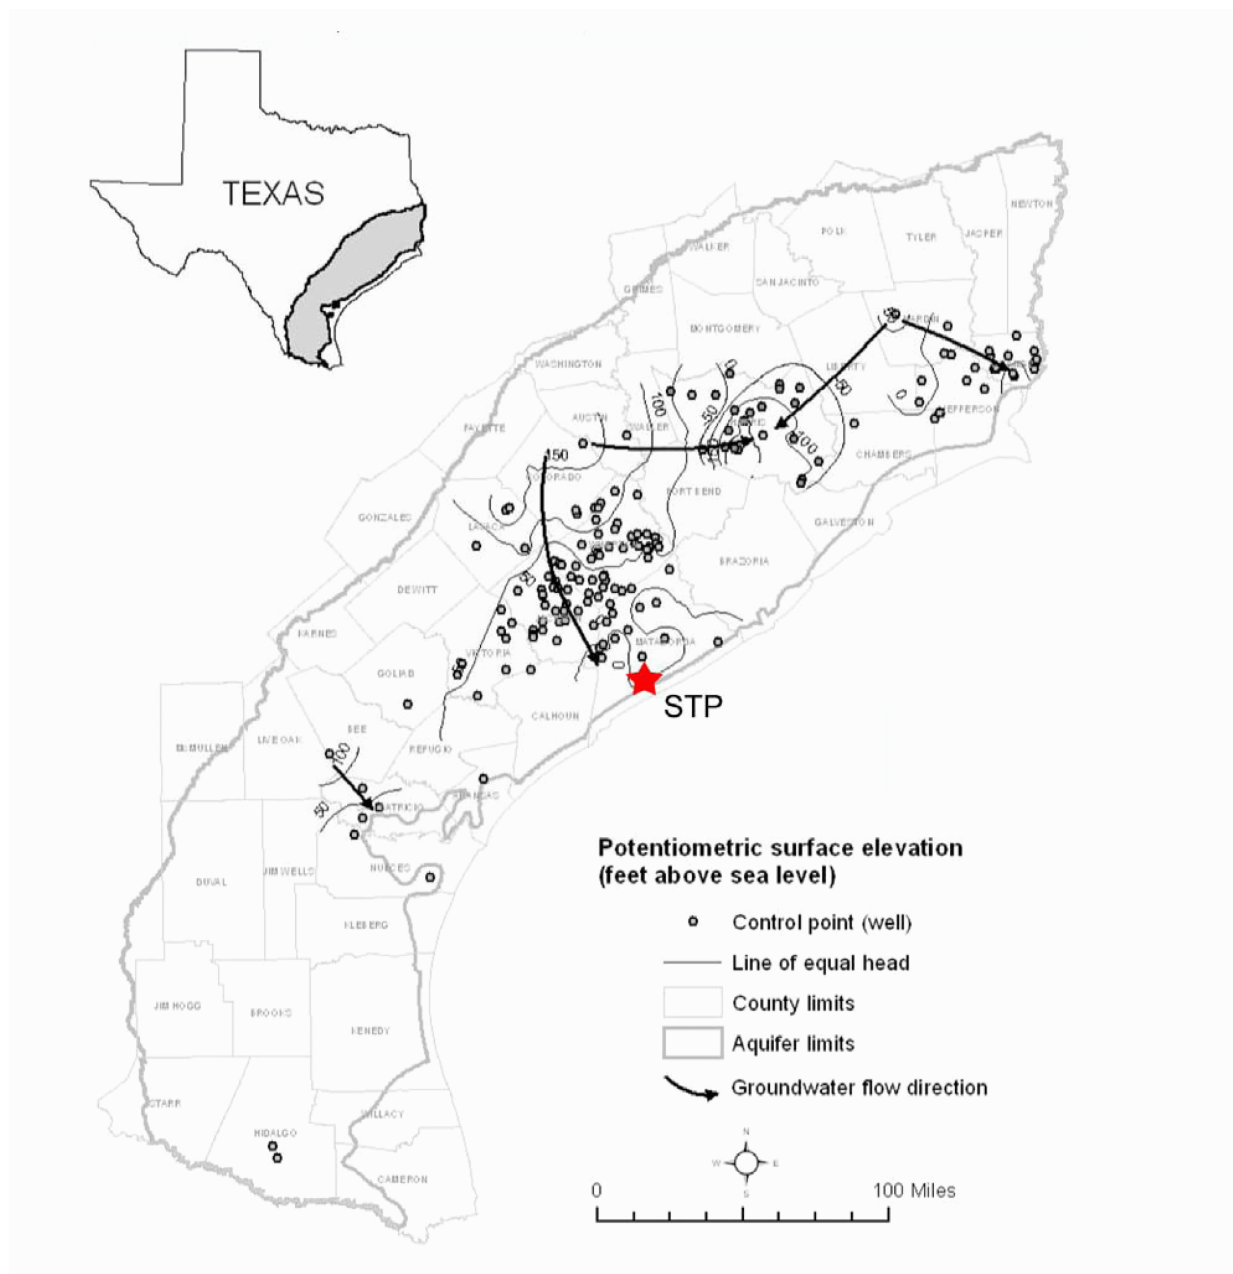 TEXAS
NEWTON
JASPER
TYLER
POLK
WALKER
SAN JACINTO
GRIMES
MONTGOMERY
HARDIN
LIBERTY
WASHINGTON
0
50
50
0
JEFFERSON
100
AUSTIN
WALLER
100
CHAMBERS
FAYETTE
150
COLORADO
FORT BEND
GONZALES
LAVACA
GALVESTON
BRAZORIA
50
DEWITT
KARNES
MATAGORDA
VICTORIA
0
GOLIAD
STP
CALHOUN
BEE
LIVE OAK
McMULLEN
REFUGIO
100
ARANSAS
50
PATRICIO
NUECES
JIM WELLS
DUVAL
KLEBERG
JIM HOGG
BROOKS
KENEDY
STARR
WILLACY
HIDALGO
CAMERON
Potentiometric surface elevation
(feet above sea level)
Control point (well)
Line of equal head
County limits
Aquifer limits
Groundwater flow direction
N
W
E
S
0
100 Miles